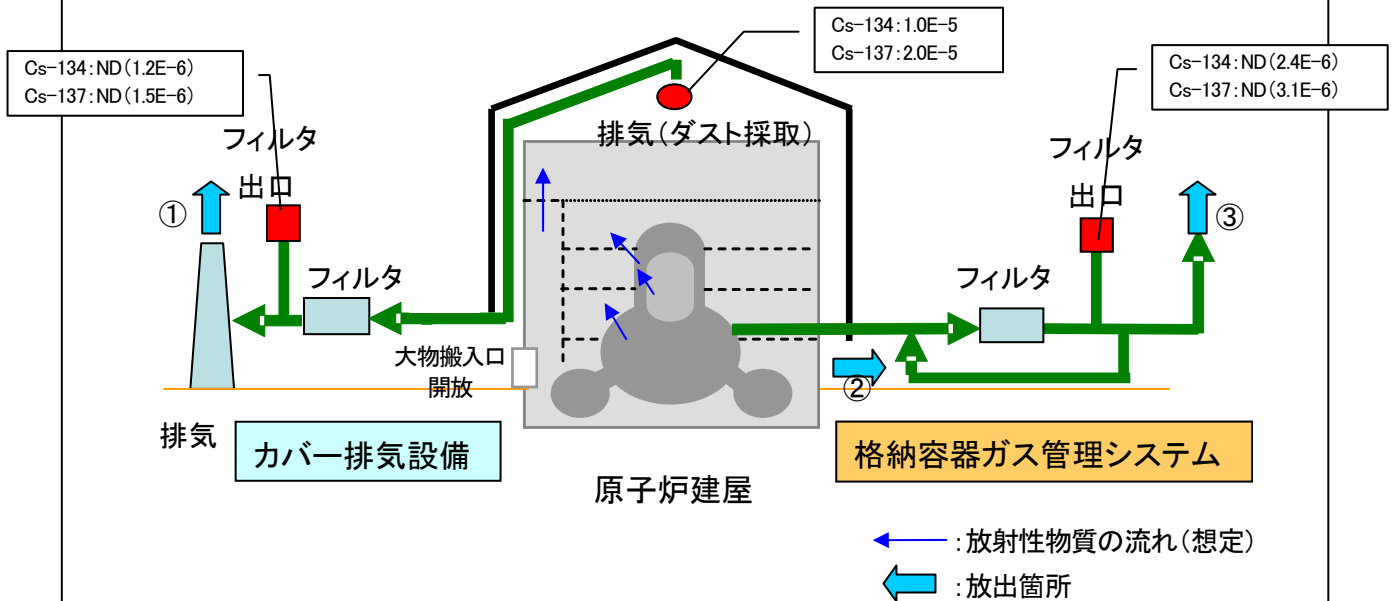 Cs-134:1.0E-5
Cs-137:2.0E-5
Cs-134:ND(1.2E-6)
Cs-137:ND(1.5E-6)
Cs-134:ND(2.4E-6)
Cs-137:ND(3.1E-6)
排気(ダスト採取)
フィルタ
出口
①
フィルタ
フィルタ
出口
③
フィルタ
大物搬入口
開放
②
排気
カバー排気設備
原子炉建屋
格納容器ガス管理システム
:放射性物質の流れ(想定)
:放出箇所